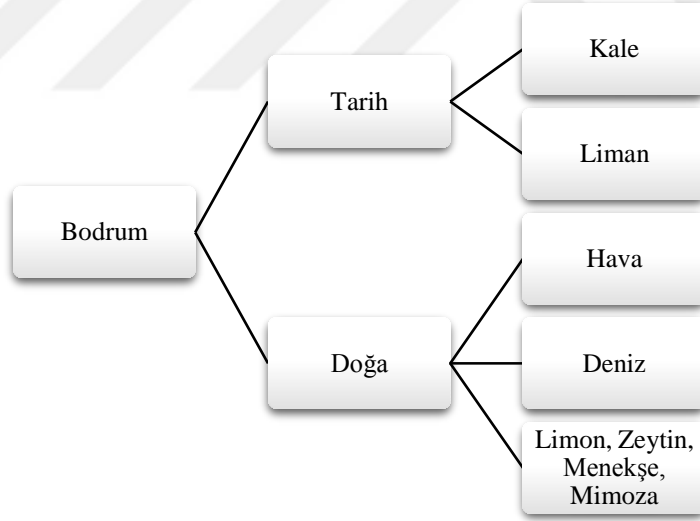 Bodrum
Tarih
Kale
Liman
Doğa
Hava
Deniz
Limon, Zeytin,
Menekşe,
Mimoza